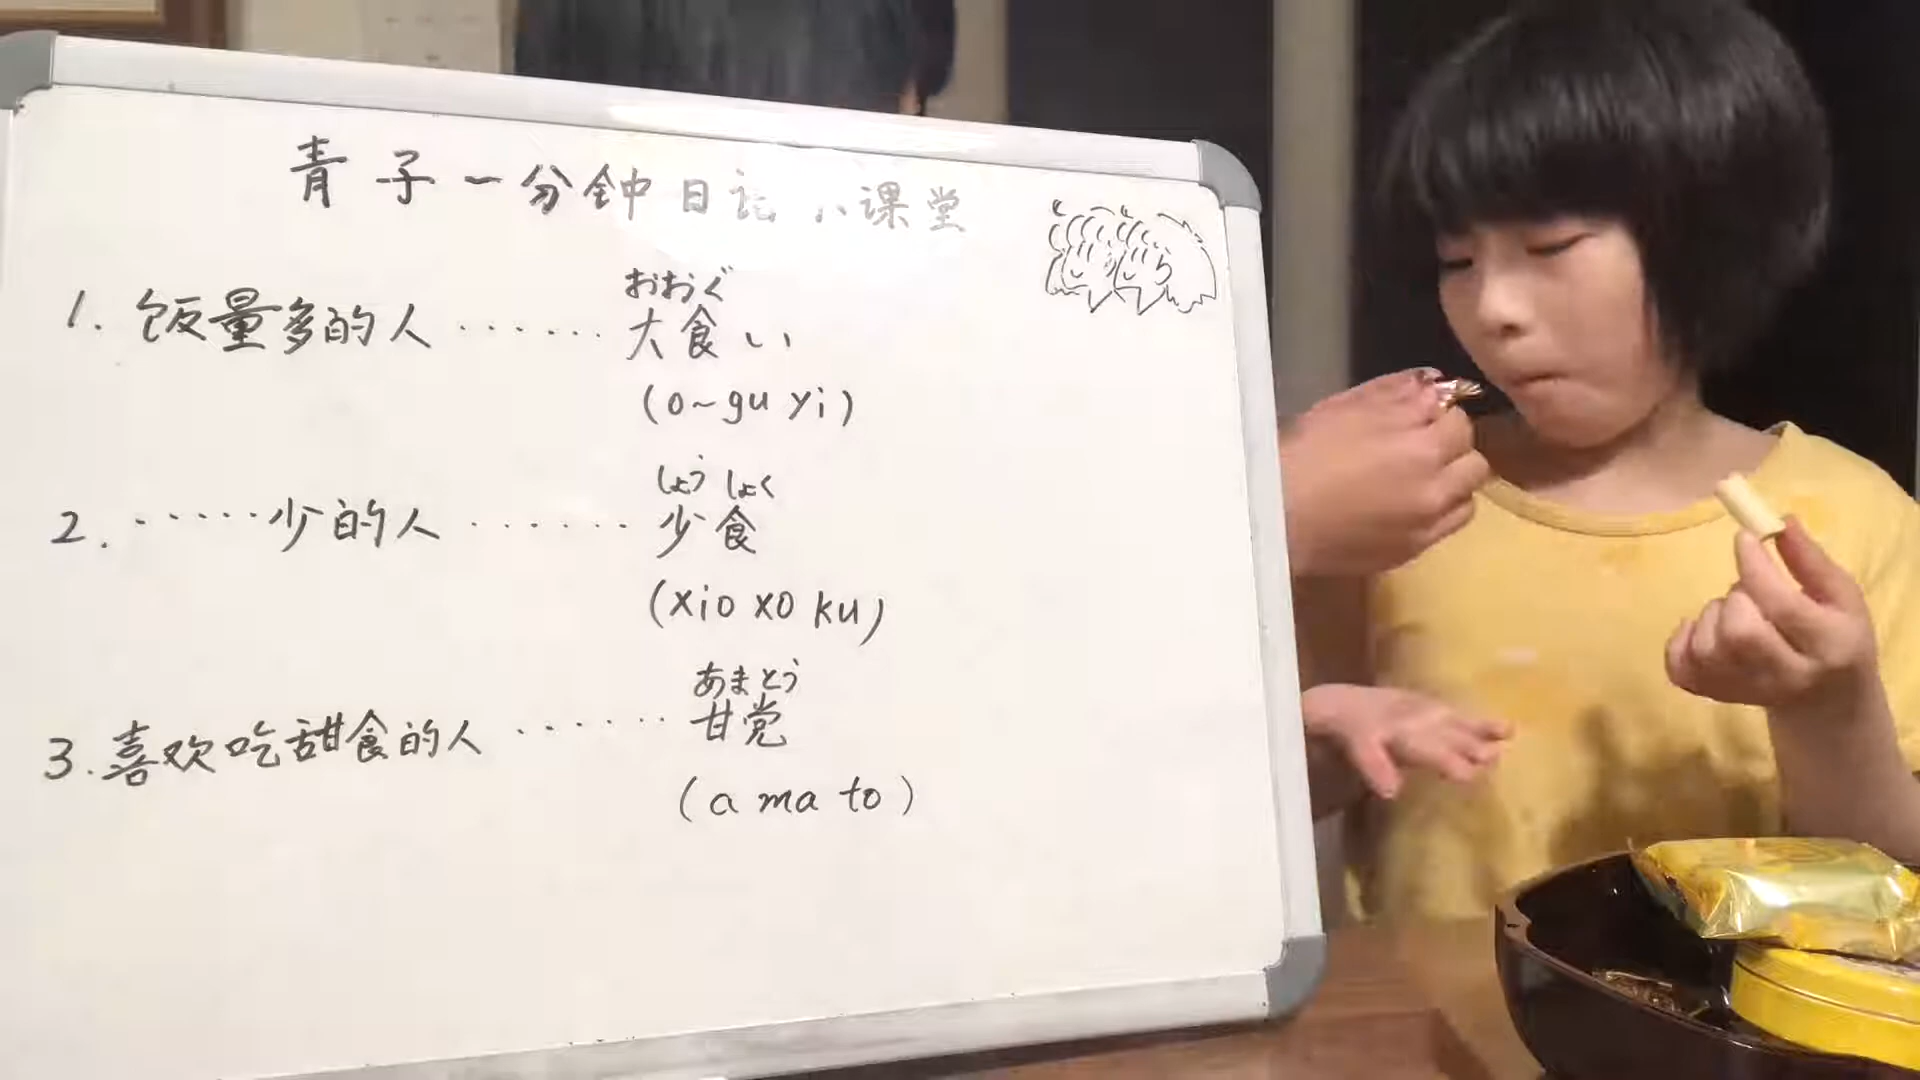 青子一分钟日语小课堂
1. 饭量多的人 ······ 大食い
おおぐ
(o~gu yi)
2. ·····少的人 ······· 少食
しょう しょく
(xio xo ku)
3. 喜欢吃甜食的人 ······ 甘党
あまとう
(a ma to)